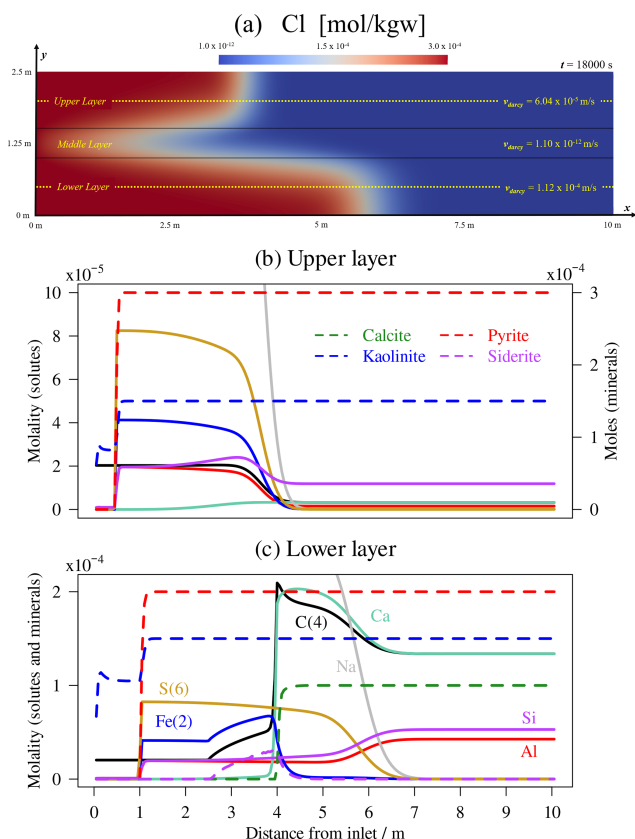 (a) Cl [mol/kgw]
1.0 x 10⁻¹² 1.5 x 10⁻⁴ 3.0 x 10⁻⁴
y
t = 18000 s
2.5 m
Upper Layer v_darcy = 6.04 x 10⁻⁵ m/s
1.25 m Middle Layer v_darcy = 1.10 x 10⁻¹² m/s
Lower Layer v_darcy = 1.12 x 10⁻⁴ m/s
0 m
x
0 m 2.5 m 5 m 7.5 m 10 m
(b) Upper layer
x10⁻⁵ x10⁻⁴
Molality (solutes)
10
8
6
4
2
0
Calcite Pyrite
Kaolinite Siderite
3
2
1
0
Moles (minerals)
(c) Lower layer
x10⁻⁴
Molality (solutes and minerals)
2
1
0
C(4) Ca
Na
S(6)
Fe(2)
Si
Al
0 1 2 3 4 5 6 7 8 9 10
Distance from inlet / m